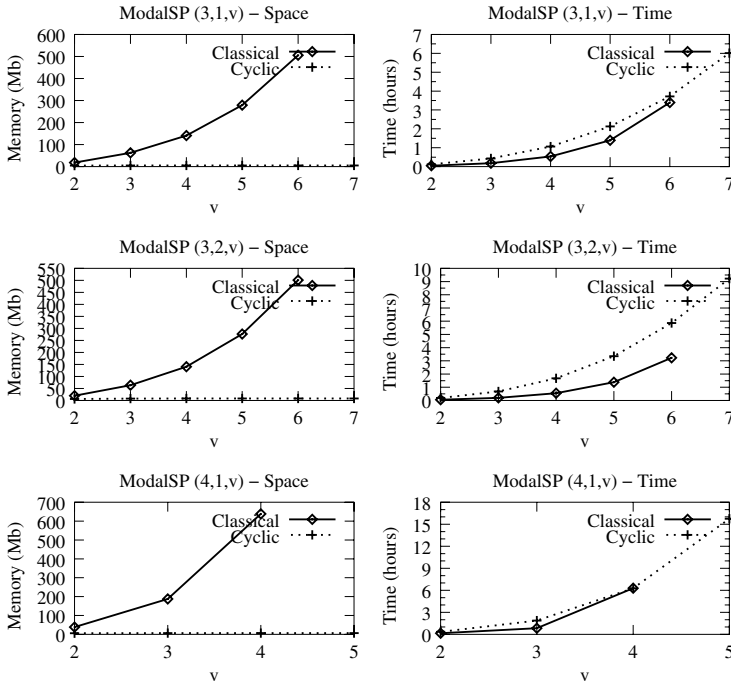 ModalSP (3,1,v) – Space
600
500
400
300
200
100
0
Memory (Mb)
Classical
Cyclic
2 3 4 5 6 7
v
ModalSP (3,1,v) – Time
7
6
5
4
3
2
1
0
Time (hours)
Classical
Cyclic
2 3 4 5 6 7
v
ModalSP (3,2,v) – Space
550
500
450
400
350
300
250
200
150
100
50
0
Memory (Mb)
Classical
Cyclic
2 3 4 5 6 7
v
ModalSP (3,2,v) – Time
10
9
8
7
6
5
4
3
2
1
0
Time (hours)
Classical
Cyclic
2 3 4 5 6 7
v
ModalSP (4,1,v) – Space
700
600
500
400
300
200
100
0
Memory (Mb)
Classical
Cyclic
2 3 4 5
v
ModalSP (4,1,v) – Time
18
15
12
9
6
3
0
Time (hours)
Classical
Cyclic
2 3 4 5
v